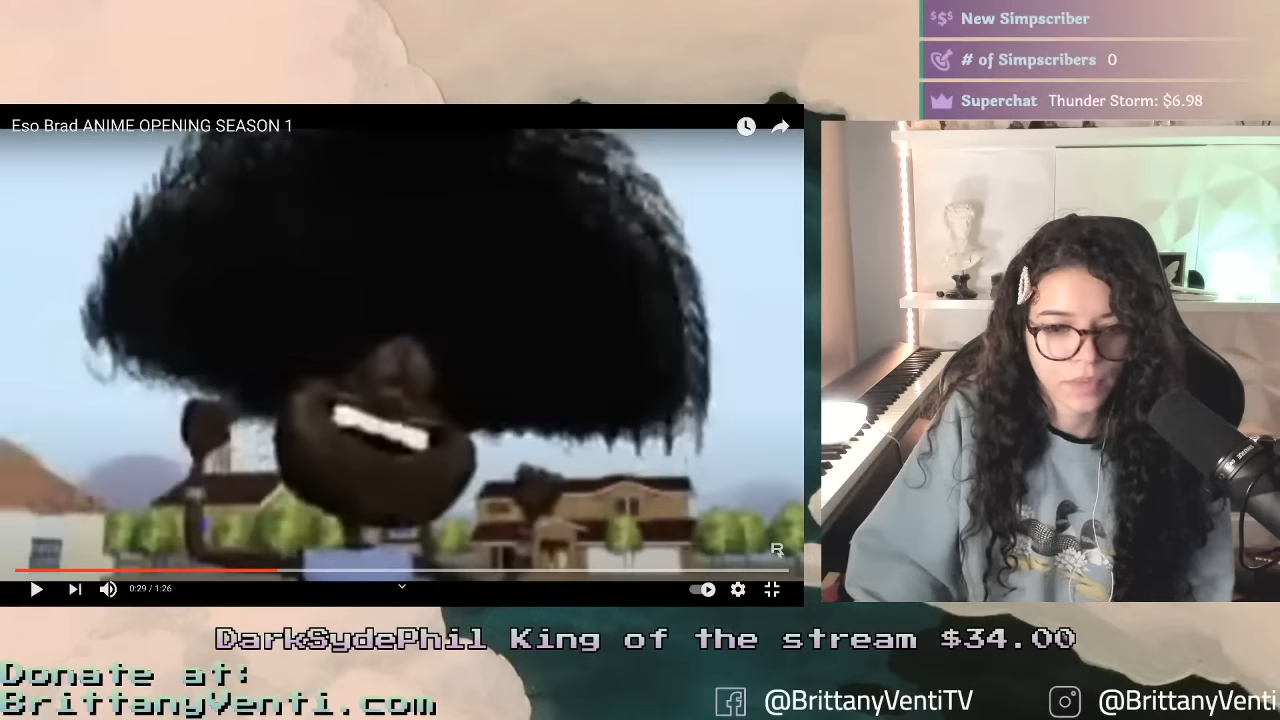 $$$ New Simpscriber
# of Simpscribers 0
Superchat Thunder Storm: $6.98
Eso Brad ANIME OPENING SEASON 1
R
0:29 / 1:26
DarkSydePhil King of the stream $34.00
Donate at:
BrittanyVenti.com
@BrittanyVentiTV
@BrittanyVenti